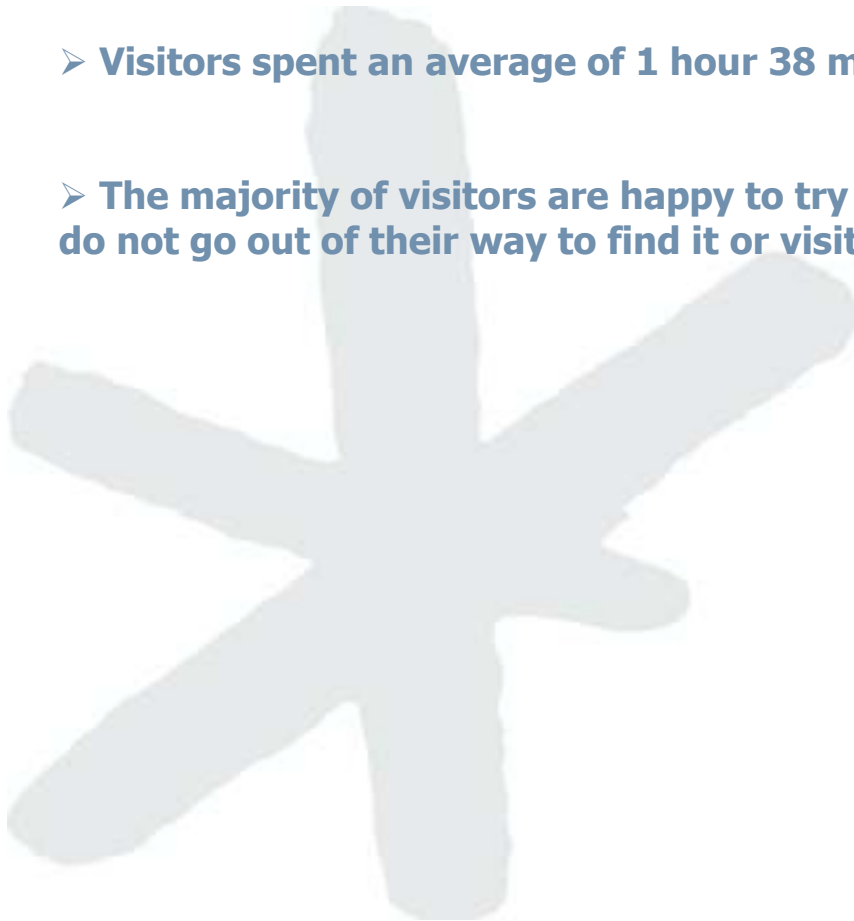 ➢ Visitors spent an average of 1 hour 38
➢ The majority of visitors are happy to try
do not go out of their way to find it or visit